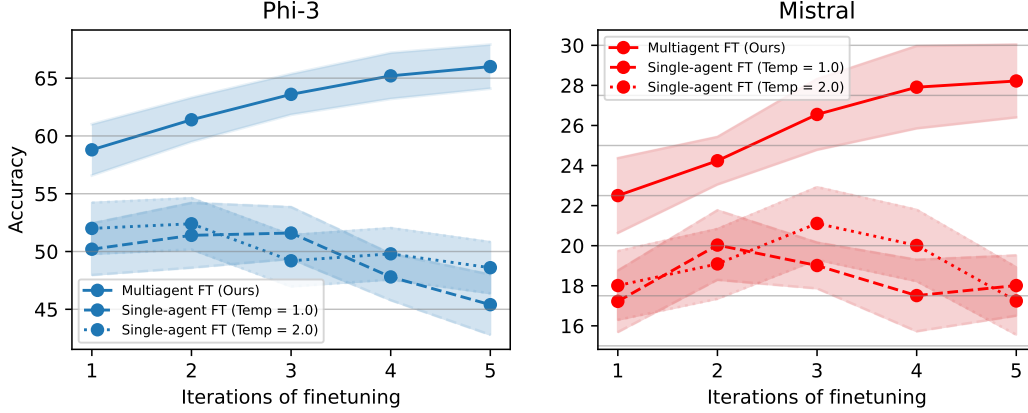 Phi-3
Accuracy
65
60
55
50
45
Multiagent FT (Ours)
Single-agent FT (Temp = 1.0)
Single-agent FT (Temp = 2.0)
1 2 3 4 5
Iterations of finetuning
Mistral
30
28
26
24
22
20
18
16
Multiagent FT (Ours)
Single-agent FT (Temp = 1.0)
Single-agent FT (Temp = 2.0)
1 2 3 4 5
Iterations of finetuning